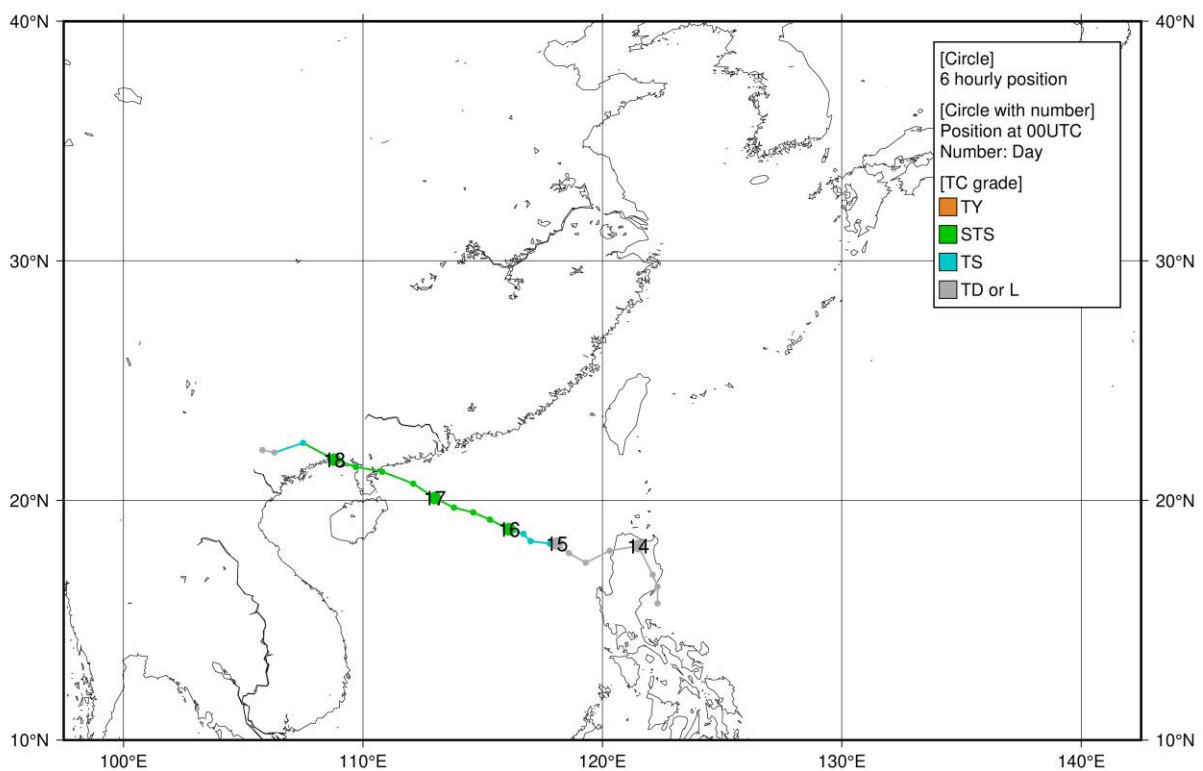 40°N
40°N
[Circle]
6 hourly position
[Circle with number]
Position at 00UTC
Number: Day
[TC grade]
TY
STS
TS
TD or L
30°N
30°N
18
17
16
15
14
20°N
20°N
10°N
10°N
100°E
110°E
120°E
130°E
140°E